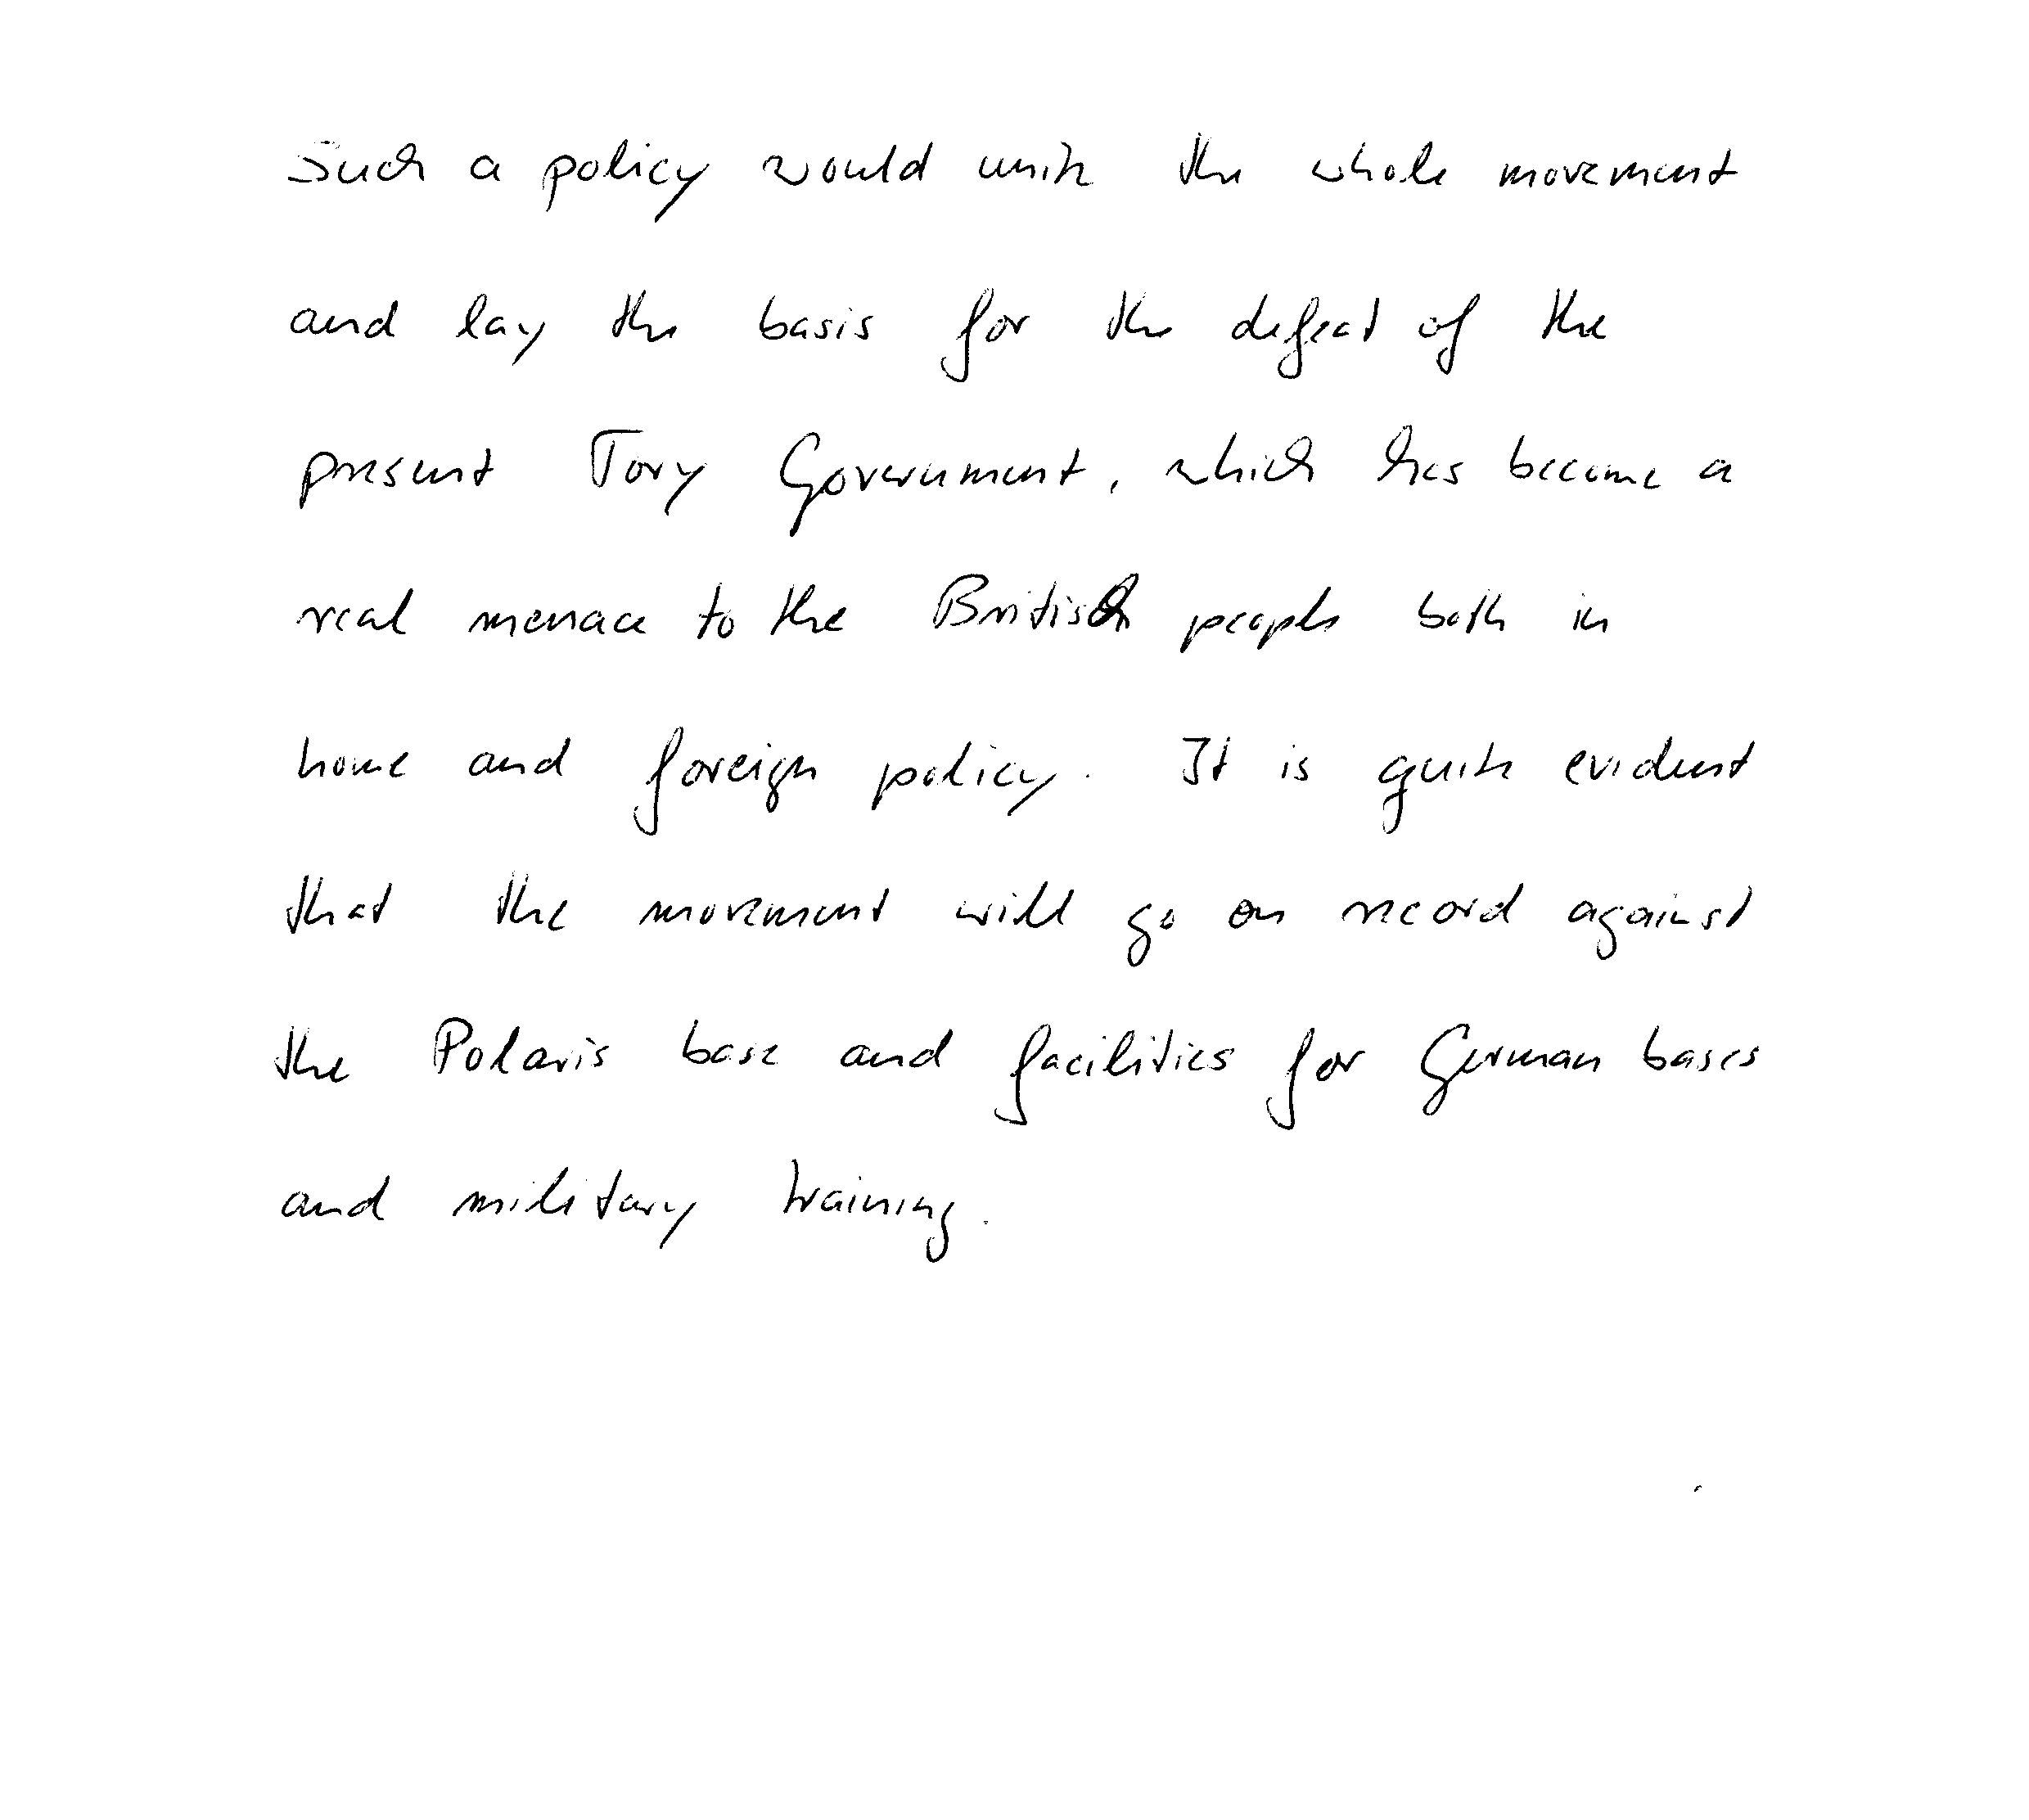 Such a policy would unite the whole movement
and lay the basis for the defeat of the
present Tory Government, which has become a
real menace to the British people both in
home and foreign policy. It is quite evident
that the movement will go on record against
the Polaris base and facilities for German bases
and military training.